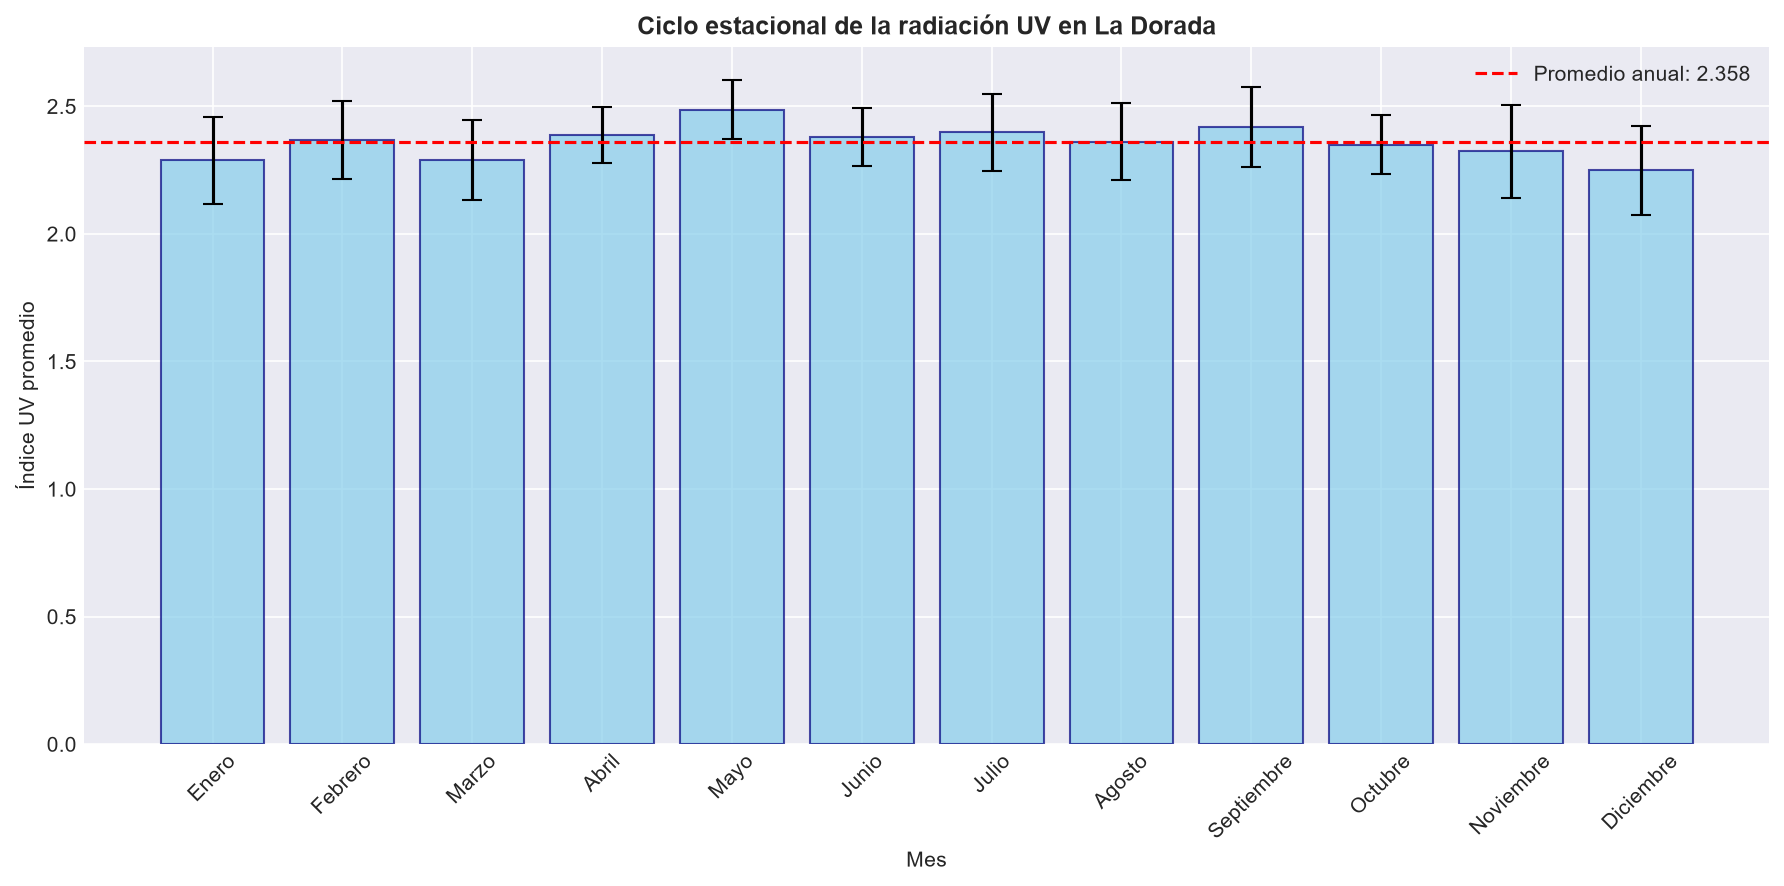 Ciclo estacional de la radiación UV en La Dorada
Promedio anual: 2.358
Índice UV promedio
2.5
2.0
1.5
1.0
0.5
0.0
Enero
Febrero
Marzo
Abril
Mayo
Junio
Julio
Agosto
Septiembre
Octubre
Noviembre
Diciembre
Mes